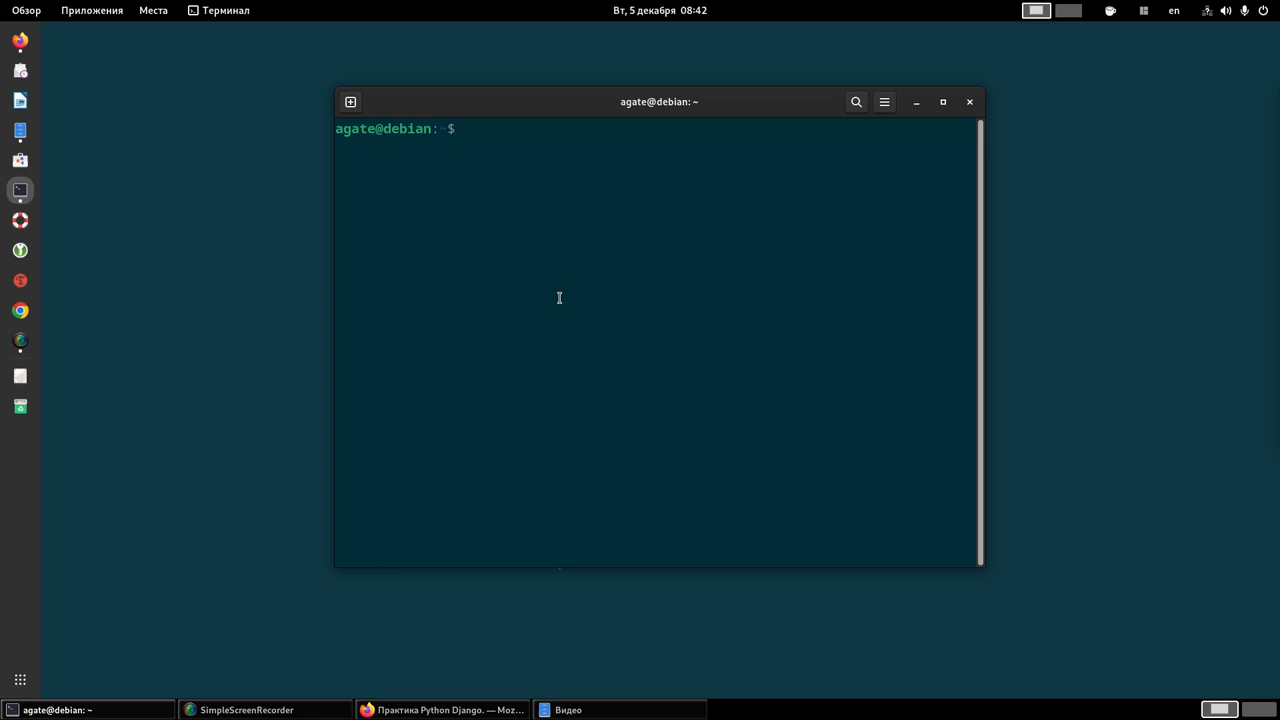 Обзор Приложения Места Терминал Вт, 5 декабря 08:42 en
agate@debian: ~
agate@debian:~$
agate@debian: ~ SimpleScreenRecorder Практика Python Django. — Moz... Видео